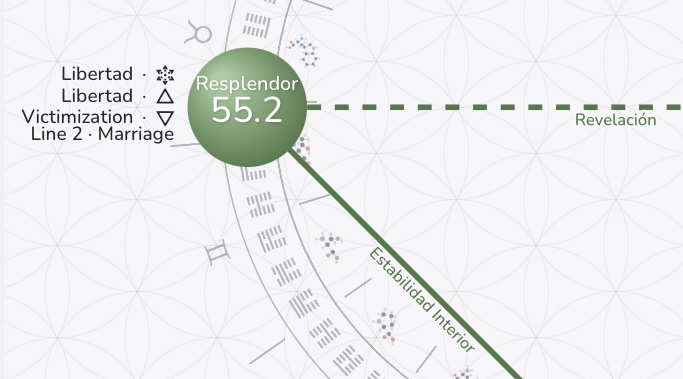 Libertad ·
Libertad · △
Victimization · ▽
Line 2 · Marriage
Resplendor
55.2
Revelación
Estabilidad Interior